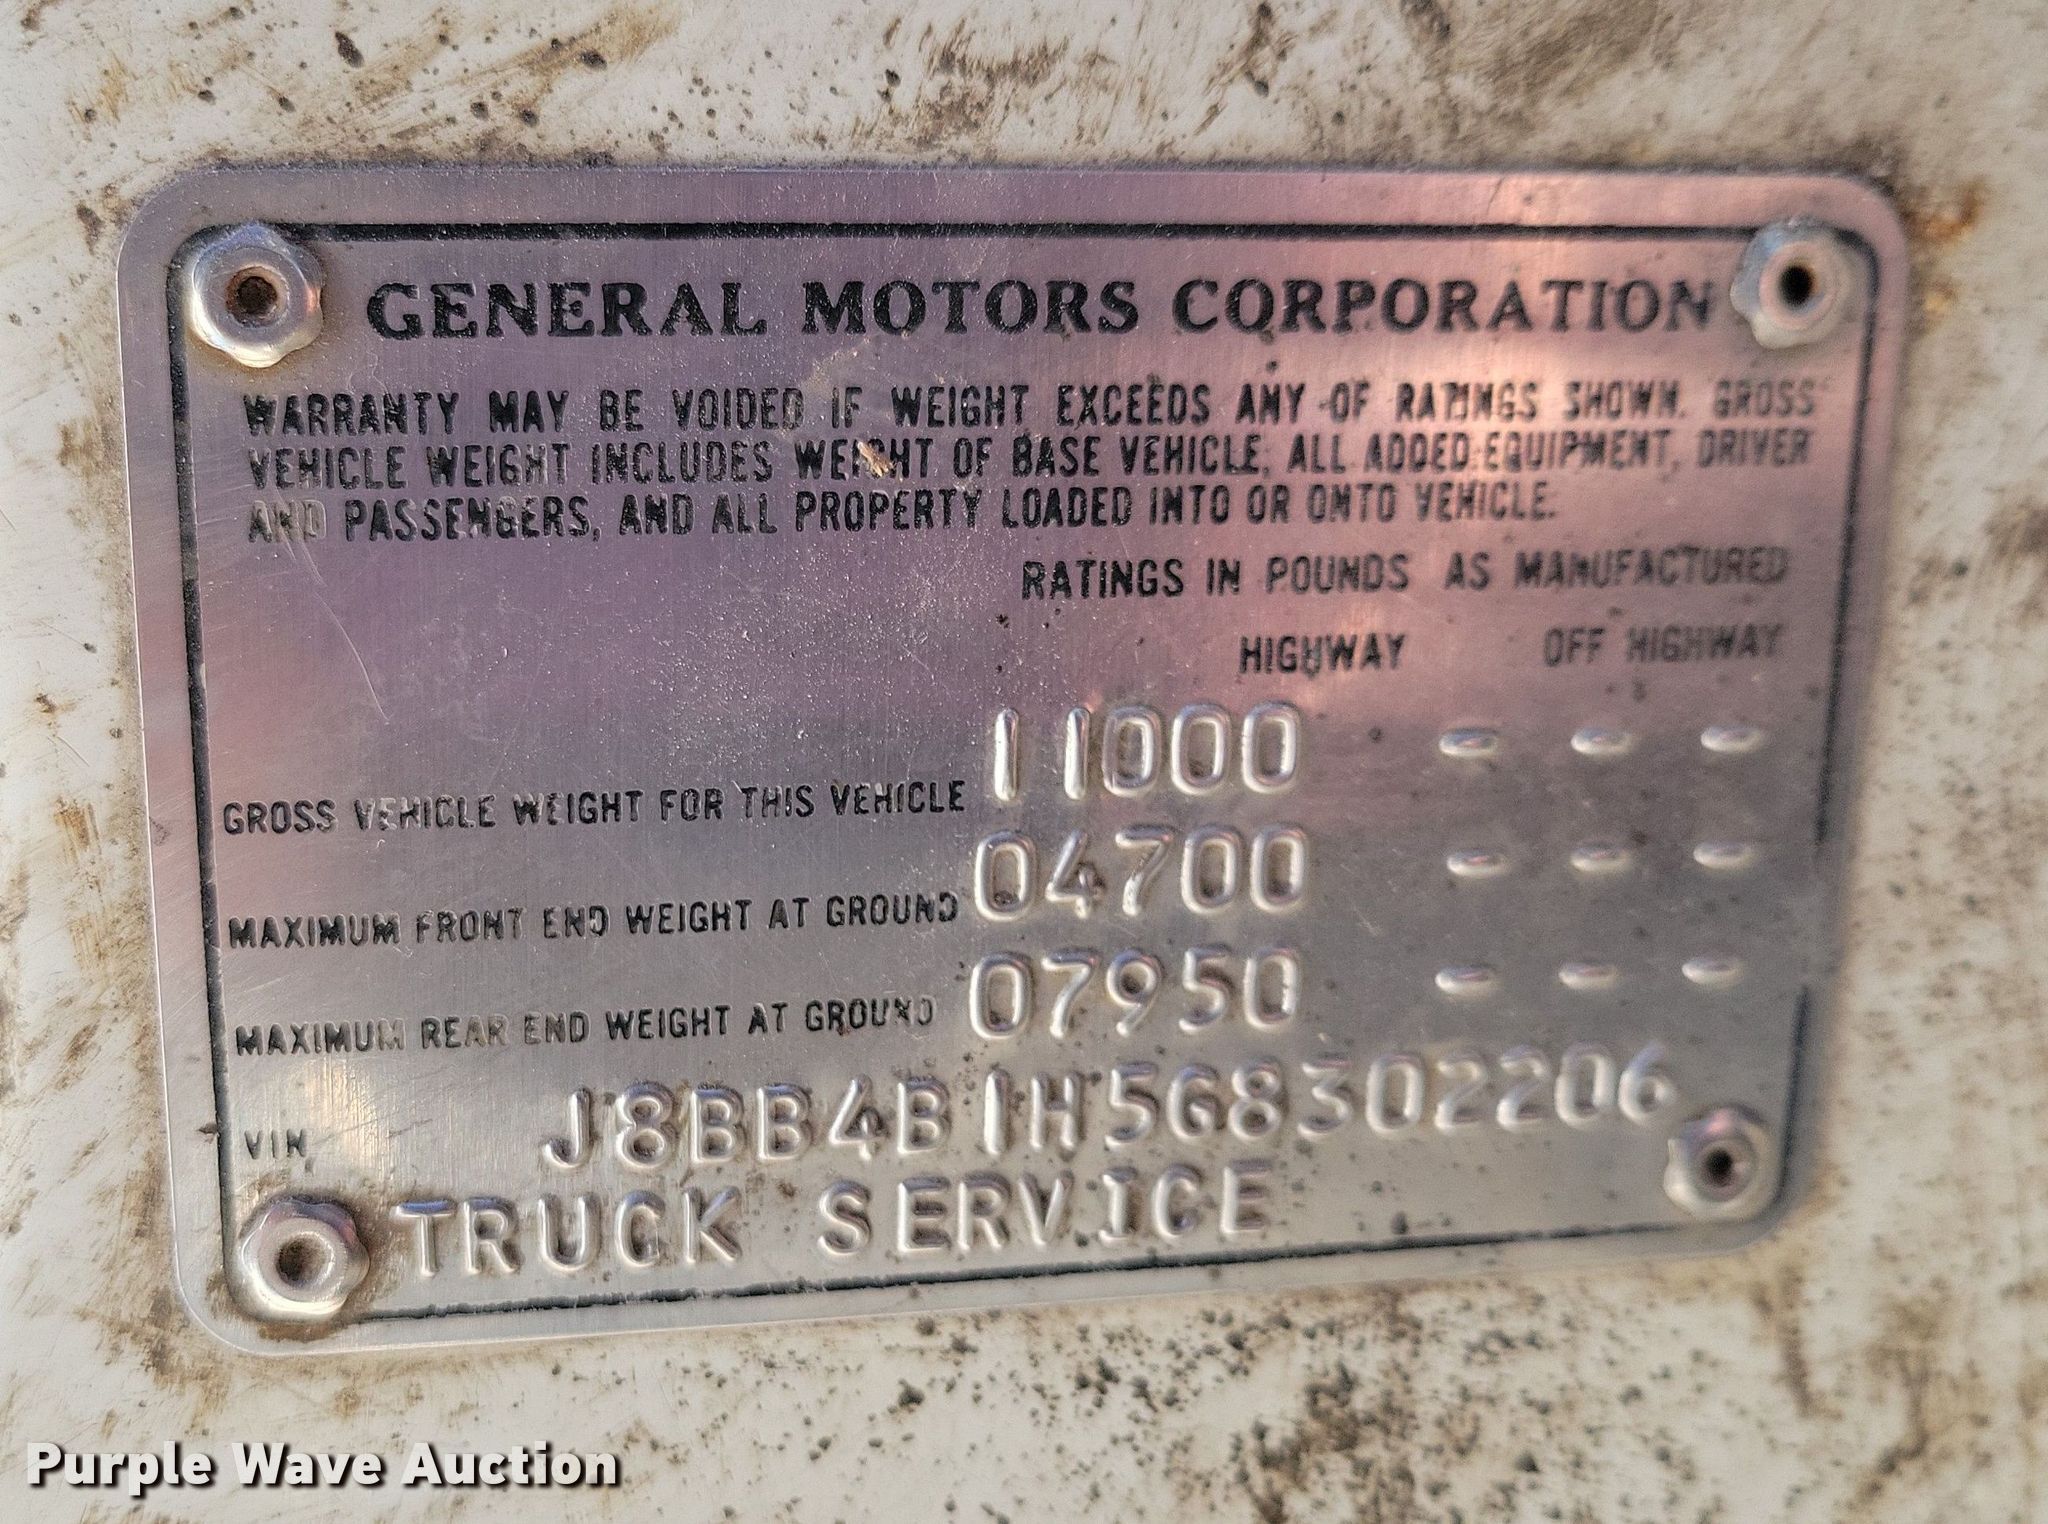 GENERAL MOTORS CORPORATION
WARRANTY MAY BE VOIDED IF WEIGHT EXCEEDS ANY OF RATINGS SHOWN. GROSS
VEHICLE WEIGHT INCLUDES WEIGHT OF BASE VEHICLE, ALL ADDED EQUIPMENT, DRIVER
AND PASSENGERS, AND ALL PROPERTY LOADED INTO OR ONTO VEHICLE.
RATINGS IN POUNDS AS MANUFACTURED
HIGHWAY OFF HIGHWAY
GROSS VEHICLE WEIGHT FOR THIS VEHICLE 11000 - - -
MAXIMUM FRONT END WEIGHT AT GROUND 04700 - - -
MAXIMUM REAR END WEIGHT AT GROUND 07950 - - -
VIN J8BB4B1H5G8302206
TRUCK SERVICE
Purple Wave Auction